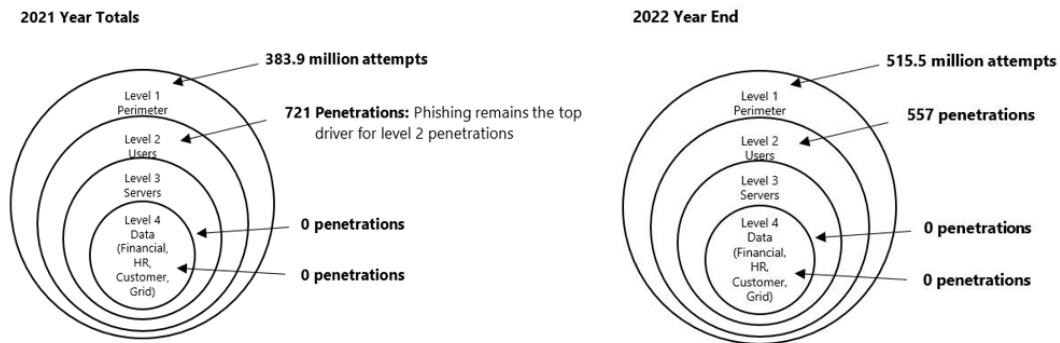 2021 Year Totals
383.9 million attempts
Level 1
Perimeter
721 Penetrations: Phishing remains the top
driver for level 2 penetrations
Level 2
Users
Level 3
Servers
Level 4
Data
(Financial,
HR,
Customer,
Grid)
0 penetrations
0 penetrations
2022 Year End
515.5 million attempts
Level 1
Perimeter
557 penetrations
Level 2
Users
Level 3
Servers
Level 4
Data
(Financial,
HR,
Customer,
Grid)
0 penetrations
0 penetrations